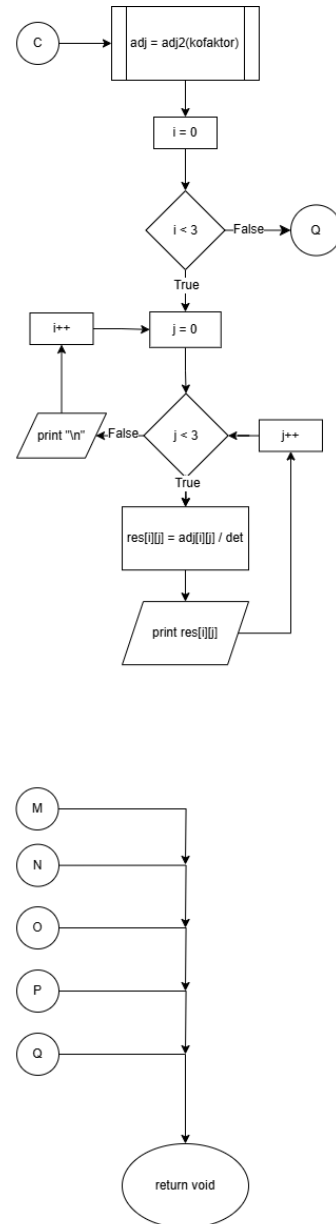 C
adj = adj2(kofaktor)
i = 0
i < 3
False
Q
True
i++
j = 0
print "\n"
False
j < 3
j++
True
res[i][j] = adj[i][j] / det
print res[i][j]
M
N
O
P
Q
return void